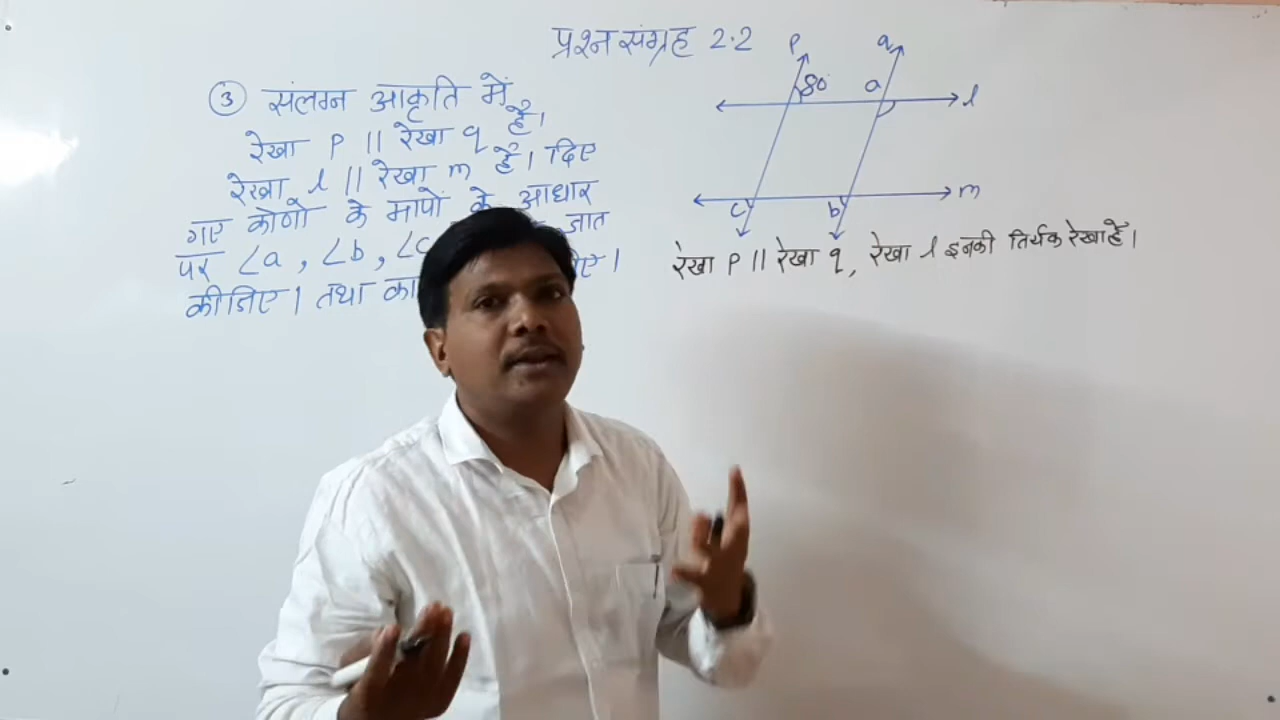 प्रश्नसंग्रह 2.2
③ संलग्न आकृति में
रेखा p || रेखा q है।
रेखा l || रेखा m है। दिए
गए कोणों के मापों के आधार
पर ∠a, ∠b, ∠c ज्ञात
कीजिए। तथा
p
q
80°
a
l
c
b
m
रेखा p || रेखा q, रेखा l इनकी तिर्यक रेखा है।